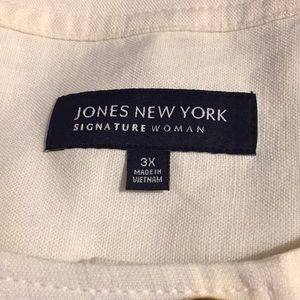 JONES NEW YORK
SIGNATURE WOMAN
3X
MADE IN
VIETNAM